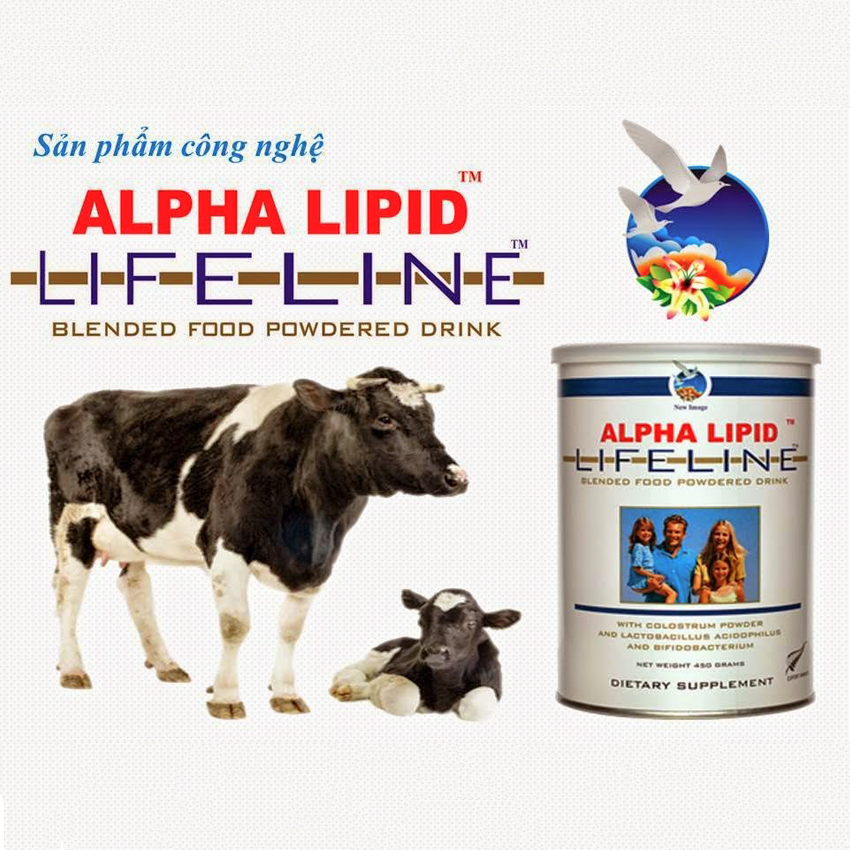 Sản phẩm công nghệ
ALPHA LIPID™
LIFELINE™
BLENDED FOOD POWDERED DRINK
New Image
ALPHA LIPID™
LIFELINE™
BLENDED FOOD POWDERED DRINK
WITH COLOSTRUM POWDER
AND LACTOBACILLUS ACIDOPHILUS
AND BIFIDOBACTERIUM
NET WEIGHT 450 GRAMS
DIETARY SUPPLEMENT